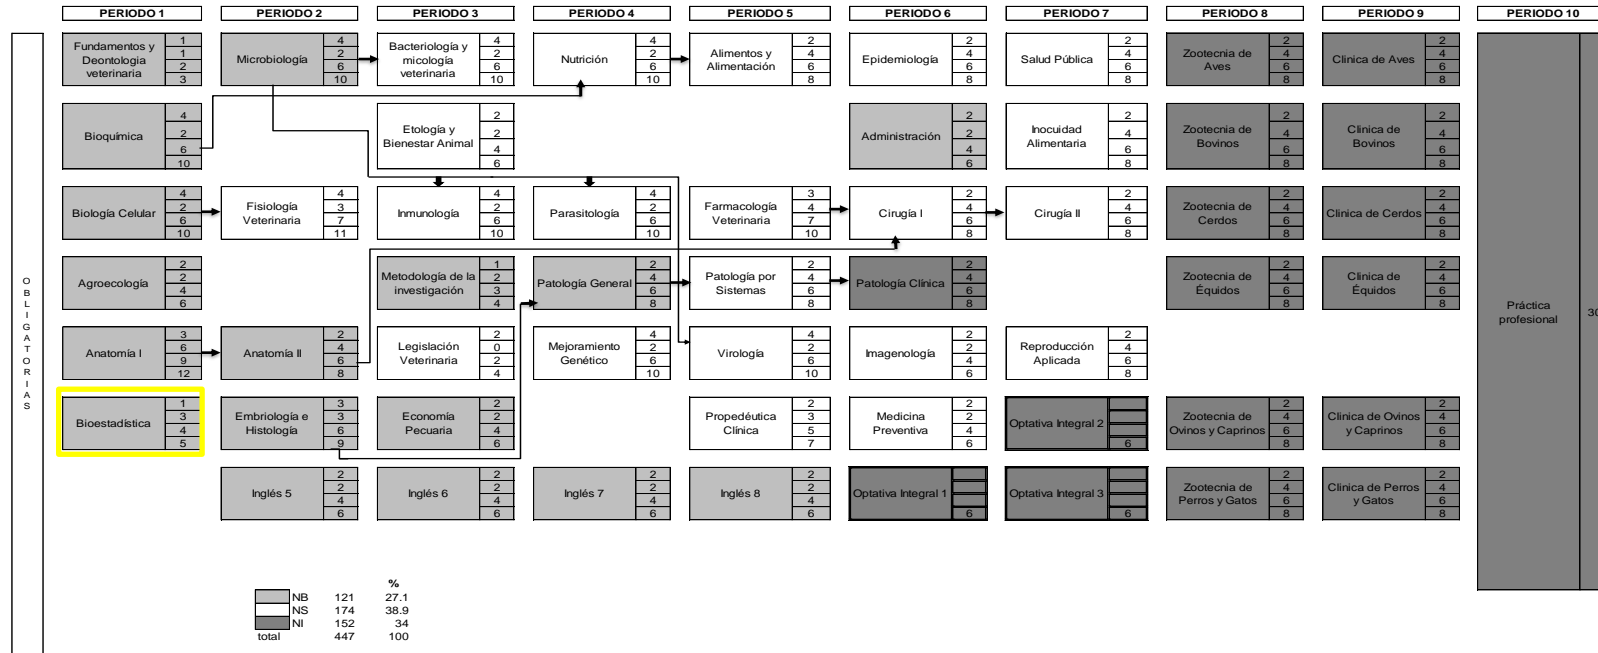 PERIODO 1 PERIODO 2 PERIODO 3 PERIODO 4 PERIODO 5 PERIODO 6 PERIODO 7 PERIODO 8 PERIODO 9 PERIODO 10
OBLIGATORIAS
Fundamentos y
Deontologia
veterinaria
1
1
2
3
Microbiología
4
2
6
10
Bacteriología y
micología
veterinaria
4
2
6
10
Nutrición
4
2
6
10
Alimentos y
Alimentación
2
4
6
8
Epidemiología
2
4
6
8
Salud Pública
2
4
6
8
Zootecnia de
Aves
2
4
6
8
Clinica de Aves
2
4
6
8
Bioquímica
4
2
6
10
Etología y
Bienestar Animal
2
2
4
6
Administración
2
2
4
6
Inocuidad
Alimentaria
2
4
6
8
Zootecnia de
Bovinos
2
4
6
8
Clinica de
Bovinos
2
4
6
8
Biología Celular
4
2
6
10
Fisiología
Veterinaria
4
3
7
11
Inmunología
4
2
6
10
Parasitología
4
2
6
10
Farmacología
Veterinaria
3
4
7
10
Cirugía I
2
4
6
8
Cirugía II
2
4
6
8
Zootecnia de
Cerdos
2
4
6
8
Clinica de Cerdos
2
4
6
8
Agroecología
2
2
4
6
Metodología de la
investigación
1
2
3
4
Patología General
2
4
6
8
Patología por
Sistemas
2
4
6
8
Patología Clínica
2
4
6
8
Zootecnia de
Équidos
2
4
6
8
Clinica de
Équidos
2
4
6
8
Práctica
profesional
30
Anatomía I
3
6
9
12
Anatomía II
2
4
6
8
Legislación
Veterinaria
2
0
2
4
Mejoramiento
Genético
4
2
6
10
Virología
4
2
6
10
Imagenología
2
2
4
6
Reproducción
Aplicada
2
4
6
8
Bioestadística
1
3
4
5
Embriología e
Histología
3
3
6
9
Economía
Pecuaria
2
2
4
6
Propedéutica
Clínica
2
3
5
7
Medicina
Preventiva
2
2
4
6
Optativa Integral 2
6
Zootecnia de
Ovinos y Caprinos
2
4
6
8
Clinica de Ovinos
y Caprinos
2
4
6
8
Inglés 5
2
2
4
6
Inglés 6
2
2
4
6
Inglés 7
2
2
4
6
Inglés 8
2
2
4
6
Optativa Integral 1
6
Optativa Integral 3
6
Zootecnia de
Perros y Gatos
2
4
6
8
Clinica de Perros
y Gatos
2
4
6
8
%
NB 121 27.1
NS 174 38.9
NI 152 34
total 447 100